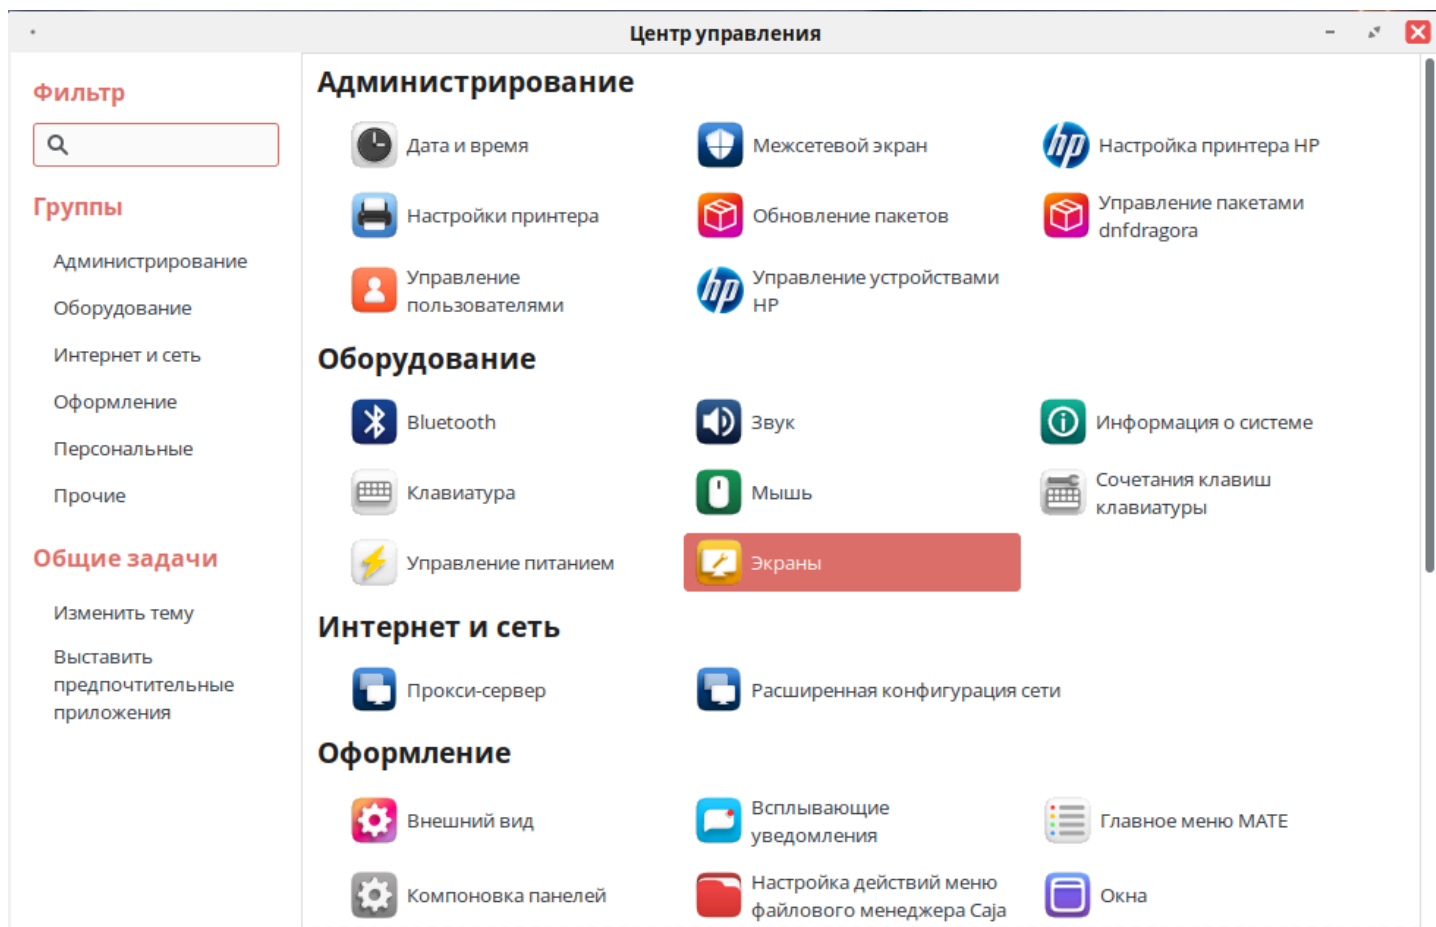 Центр управления
Фильтр
Группы
Администрирование
Оборудование
Интернет и сеть
Оформление
Персональные
Прочие
Общие задачи
Изменить тему
Выставить
предпочтительные
приложения
Администрирование
Дата и время
Межсетевой экран
hp
Настройка принтера HP
Настройки принтера
Обновление пакетов
Управление пакетами
dnfdragora
Управление
пользователями
hp
Управление устройствами
HP
Оборудование
Bluetooth
Звук
Информация о системе
Клавиатура
Мышь
Сочетания клавиш
клавиатуры
Управление питанием
Экраны
Интернет и сеть
Прокси-сервер
Расширенная конфигурация сети
Оформление
Внешний вид
Всплывающие
уведомления
Главное меню MATE
Компоновка панелей
Настройка действий меню
файлового менеджера Caja
Окна